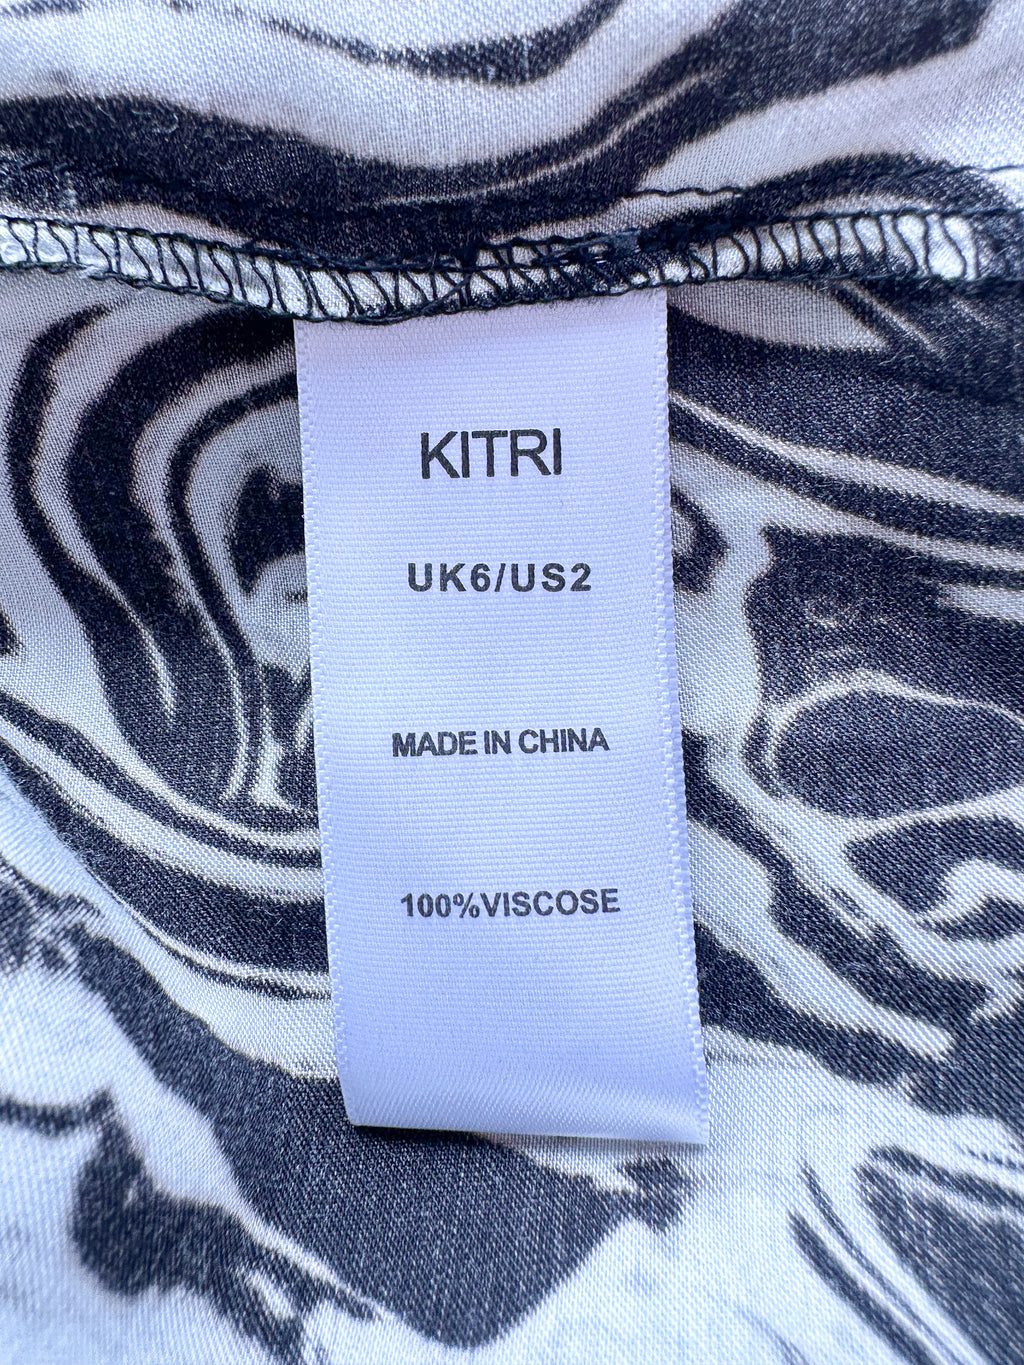 KITRI
UK6/US2
MADE IN CHINA
100%VISCOSE